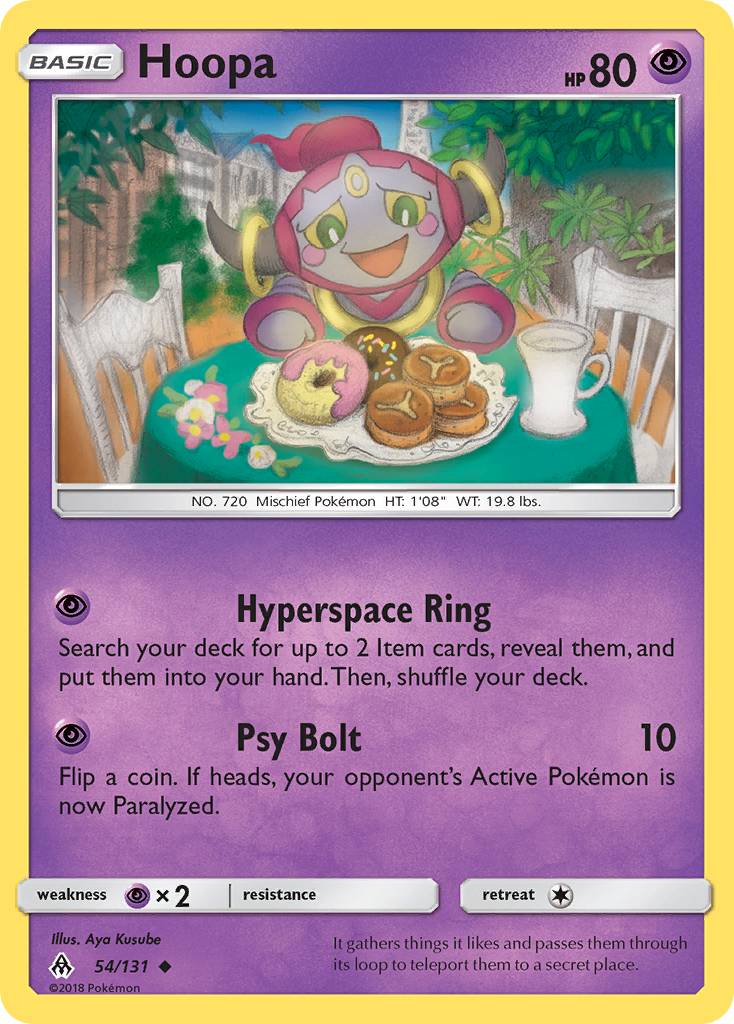 BASIC Hoopa HP 80
NO. 720 Mischief Pokémon HT: 1'08" WT: 19.8 lbs.
Hyperspace Ring
Search your deck for up to 2 Item cards, reveal them, and
put them into your hand. Then, shuffle your deck.
Psy Bolt 10
Flip a coin. If heads, your opponent’s Active Pokémon is
now Paralyzed.
weakness × 2 resistance retreat
Illus. Aya Kusube
54/131
©2018 Pokémon
It gathers things it likes and passes them through
its loop to teleport them to a secret place.